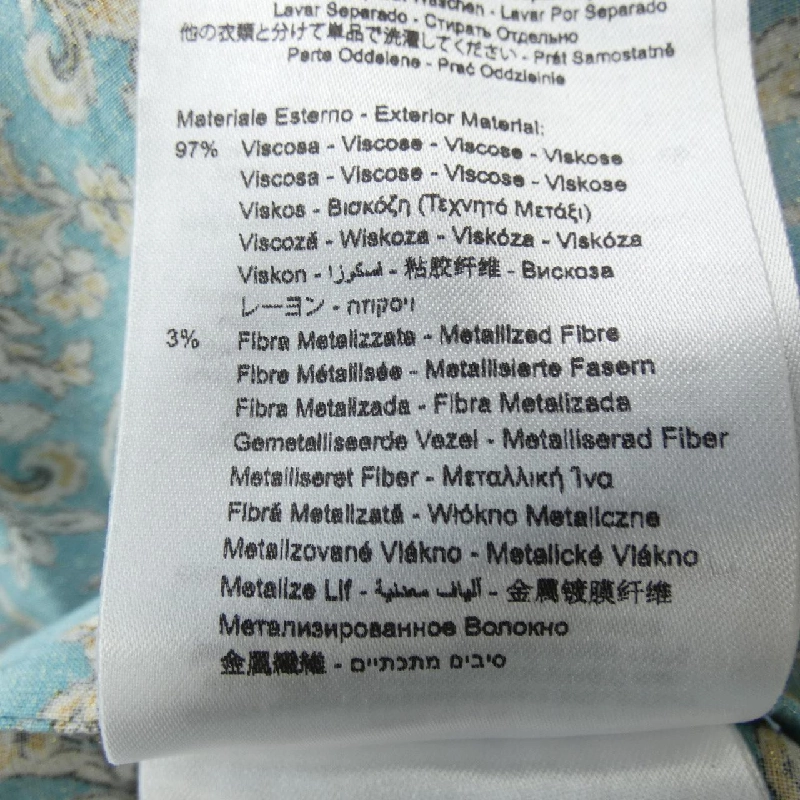 Waschen - Lavar Por Separado
Lavar Separado - Стирать Отдельно
他の衣類と分けて単品で洗濯してください - Prát Samostatně
Perte Oddelene - Prać Oddzielnie
Materiale Esterno - Exterior Material:
97% Viscosa - Viscose - Viscose - Viskose
Viscosa - Viscose - Viscose - Viskose
Viskos - Βισκόζη (Τεχνητό Μετάξι)
Viscoză - Wiskoza - Viskóza - Viskóza
Viskon - فسكوزا - 粘胶纤维 - Вискоза
レーヨン - ויסקוזה
3% Fibra Metalizzata - Metallized Fibre
Fibre Métallisée - Metallisierte Fasern
Fibra Metalizada - Fibra Metalizada
Gemetalliseerde Vezel - Metalliserad Fiber
Metalliseret Fiber - Μεταλλική Ίνα
Fibră Metalizată - Włókno Metaliczne
Metalizované Vlákno - Metalické Vlákno
Metalize Lif - ألياف معدنية - 金属镀膜纤维
Метализированное Волокно
金属繊維 - סיבים מתכתיים